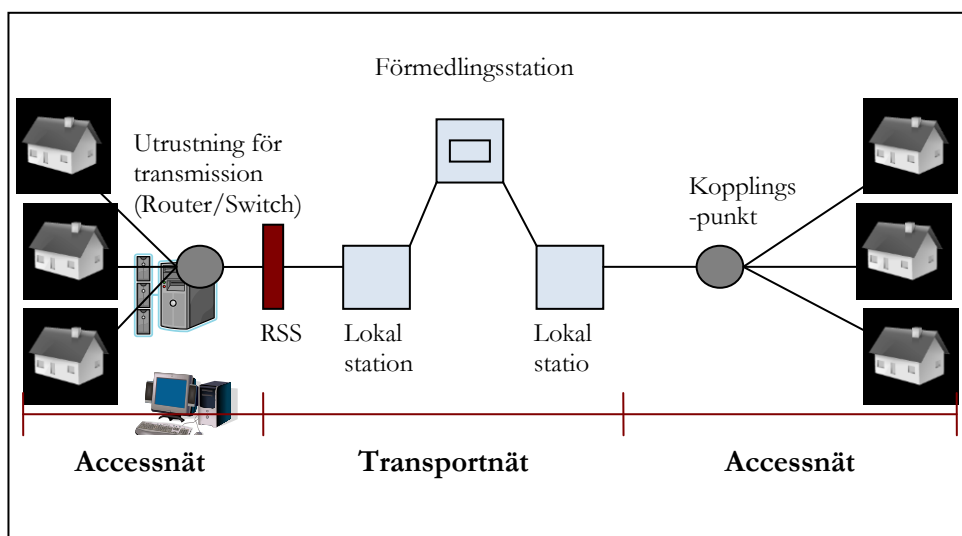 Förmedlingsstation
Utrustning för
transmission
(Router/Switch)
Kopplings
-punkt
RSS
Lokal
station
Lokal
statio
Accessnät
Transportnät
Accessnät